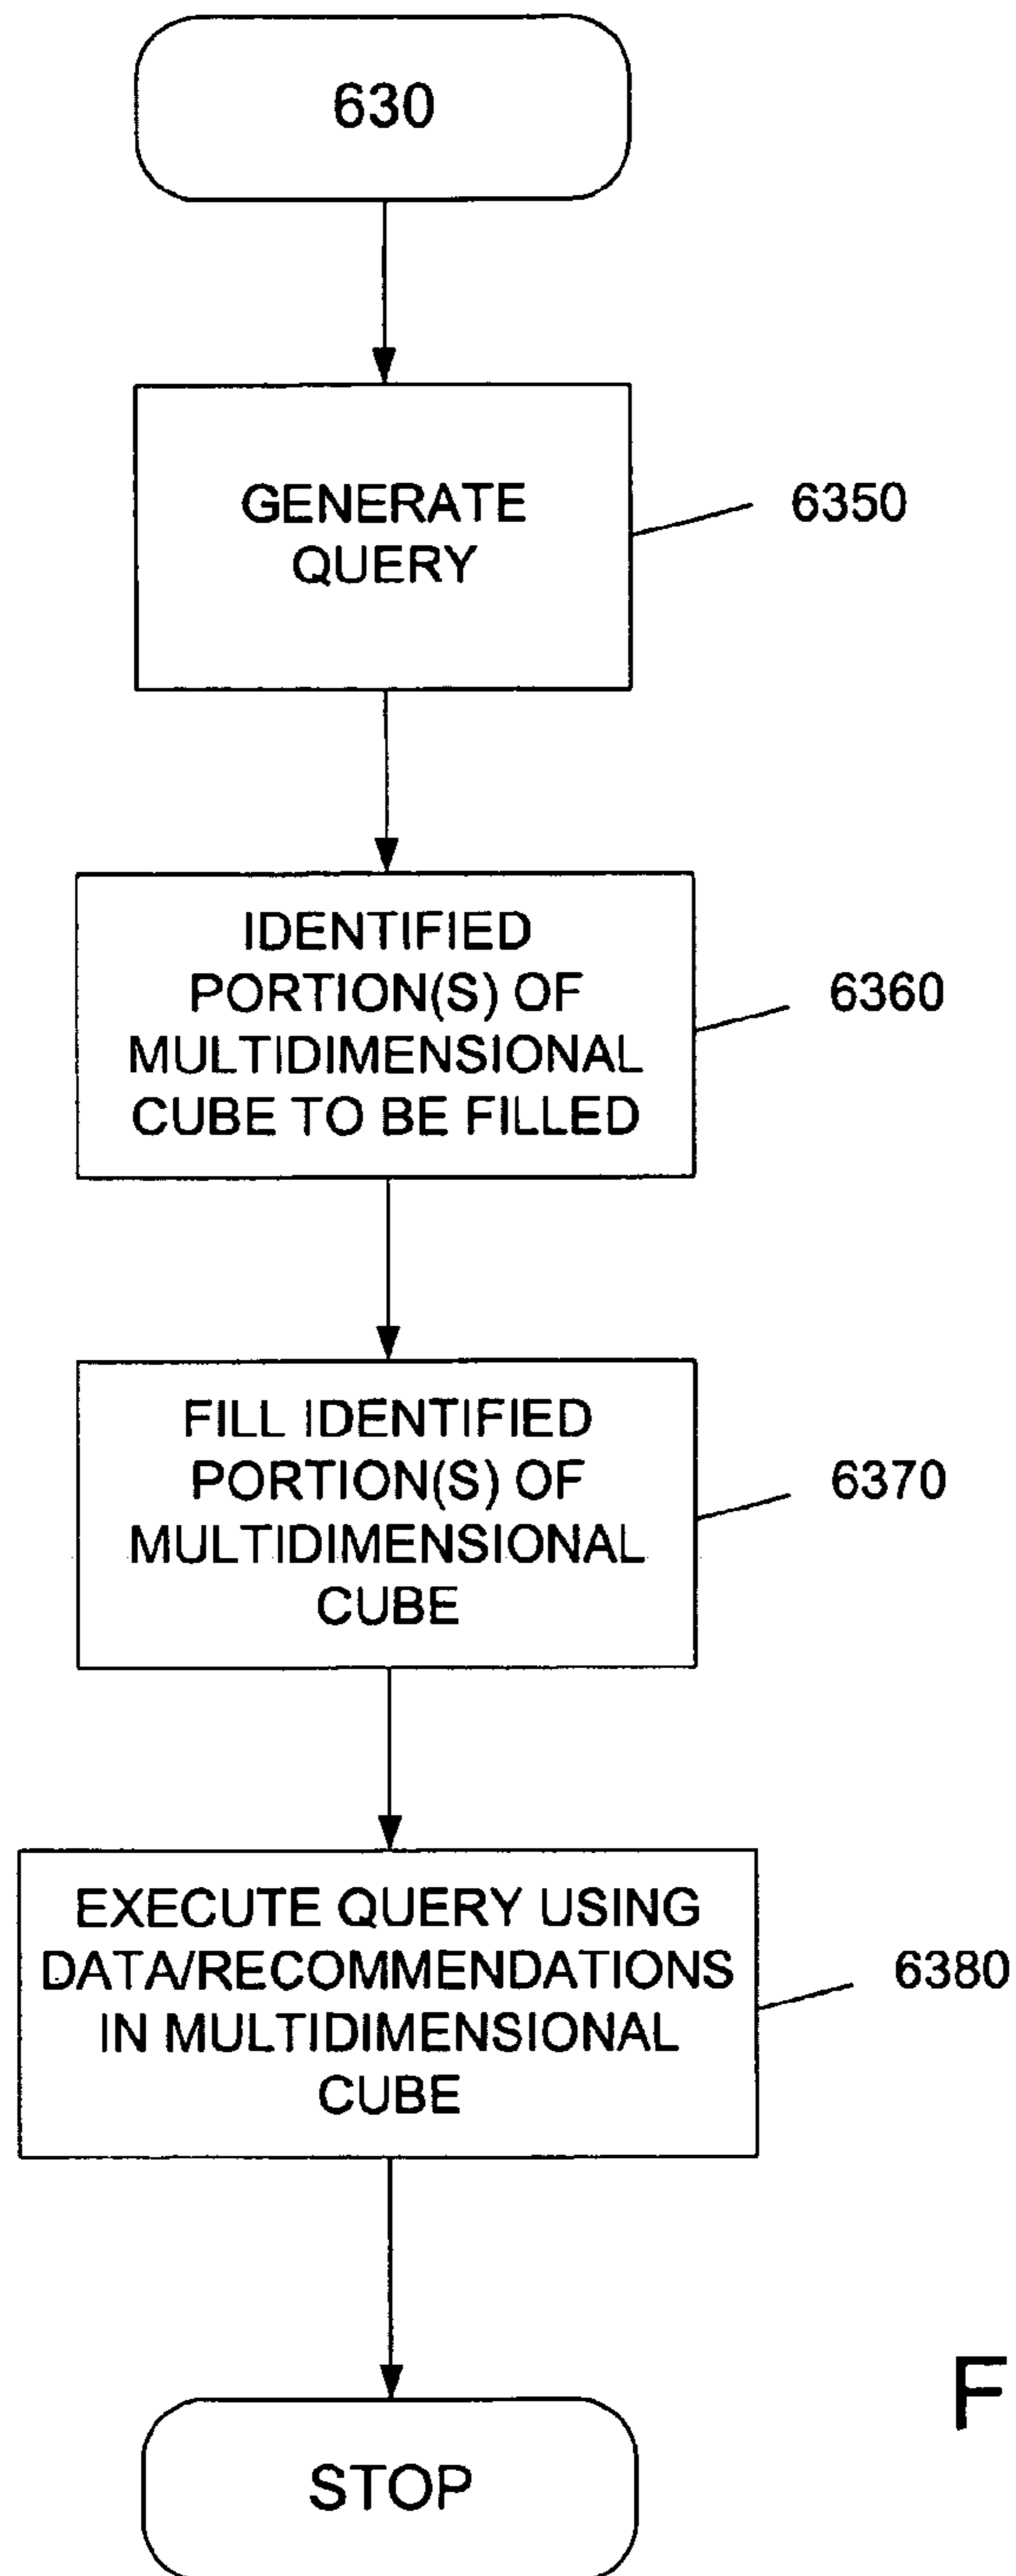 630
GENERATE
QUERY
6350
IDENTIFIED
PORTION(S) OF
MULTIDIMENSIONAL
CUBE TO BE FILLED
6360
FILL IDENTIFIED
PORTION(S) OF
MULTIDIMENSIONAL
CUBE
6370
EXECUTE QUERY USING
DATA/RECOMMENDATIONS
IN MULTIDIMENSIONAL
CUBE
6380
F
STOP